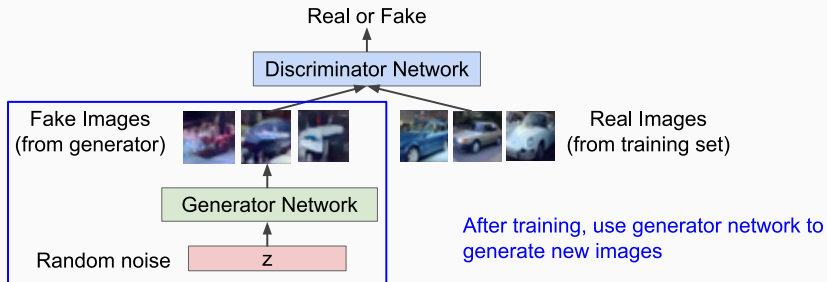 Real or Fake
Discriminator Network
Fake Images
(from generator)
Real Images
(from training set)
Generator Network
After training, use generator network to
generate new images
Random noise
z